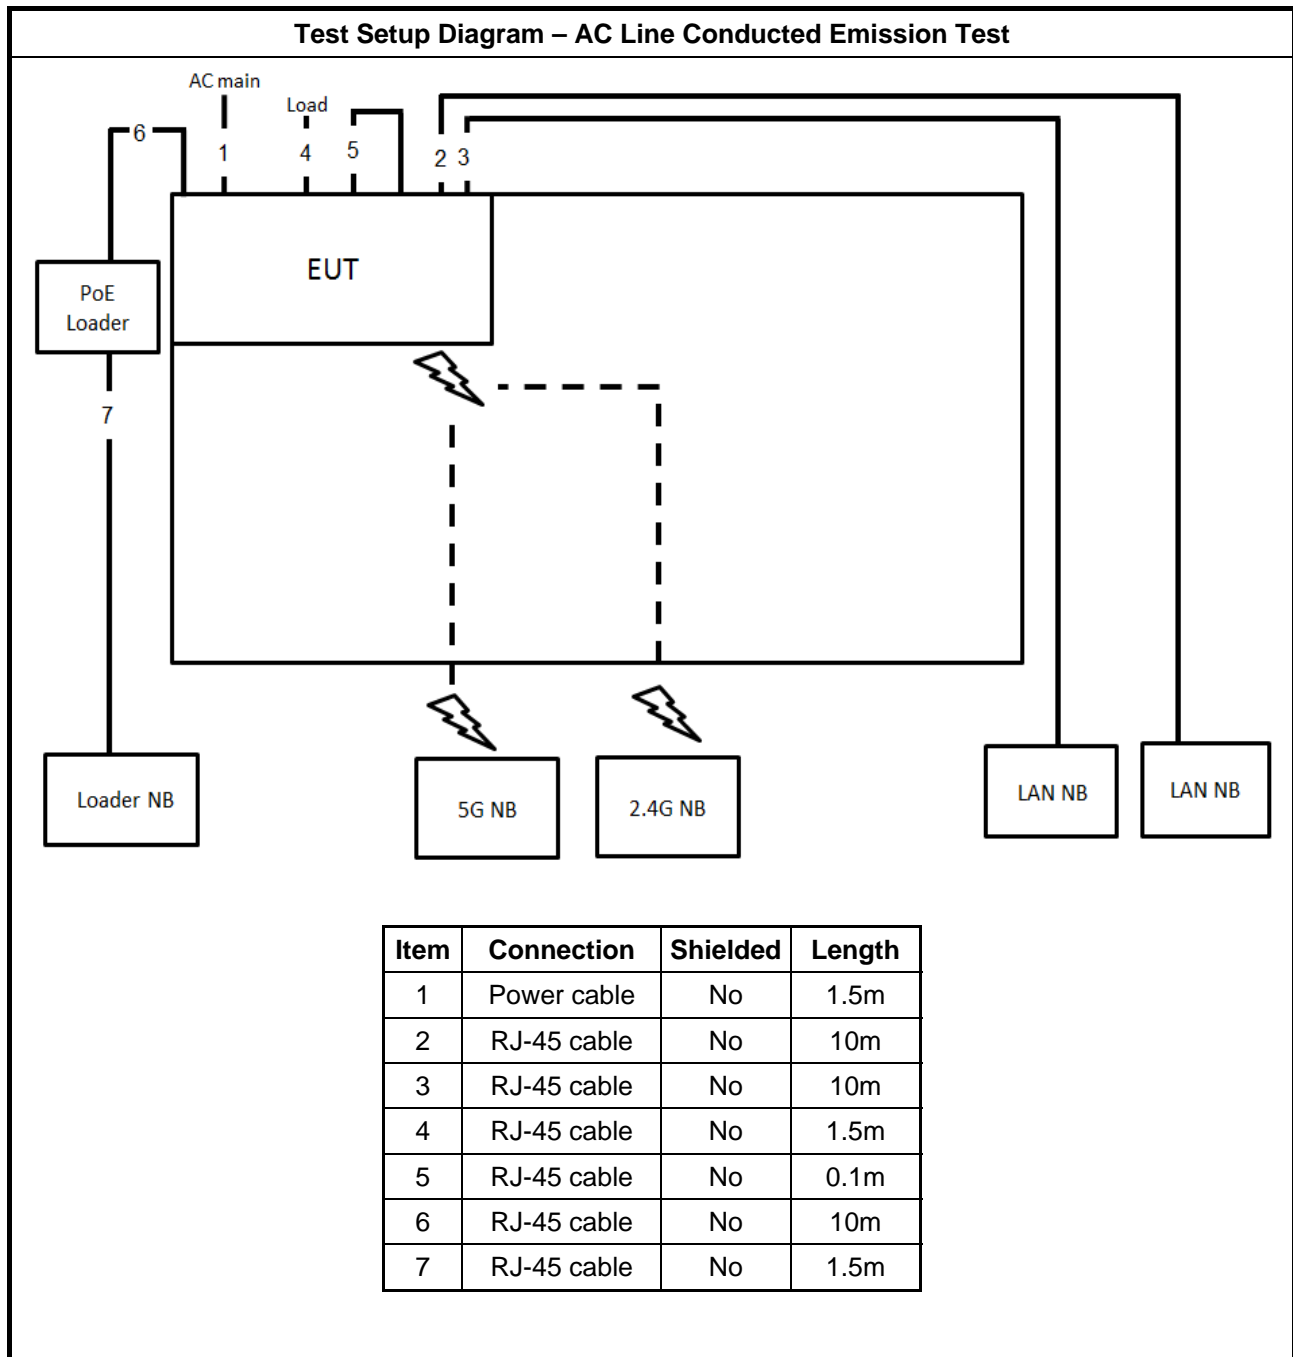 Test Setup Diagram – AC Line Conducted Emission Test
AC main
Load
6
1
4
5
2
3
EUT
PoE
Loader
7
Loader NB
5G NB
2.4G NB
LAN NB
LAN NB
Item Connection Shielded Length
1 Power cable No 1.5m
2 RJ-45 cable No 10m
3 RJ-45 cable No 10m
4 RJ-45 cable No 1.5m
5 RJ-45 cable No 0.1m
6 RJ-45 cable No 10m
7 RJ-45 cable No 1.5m